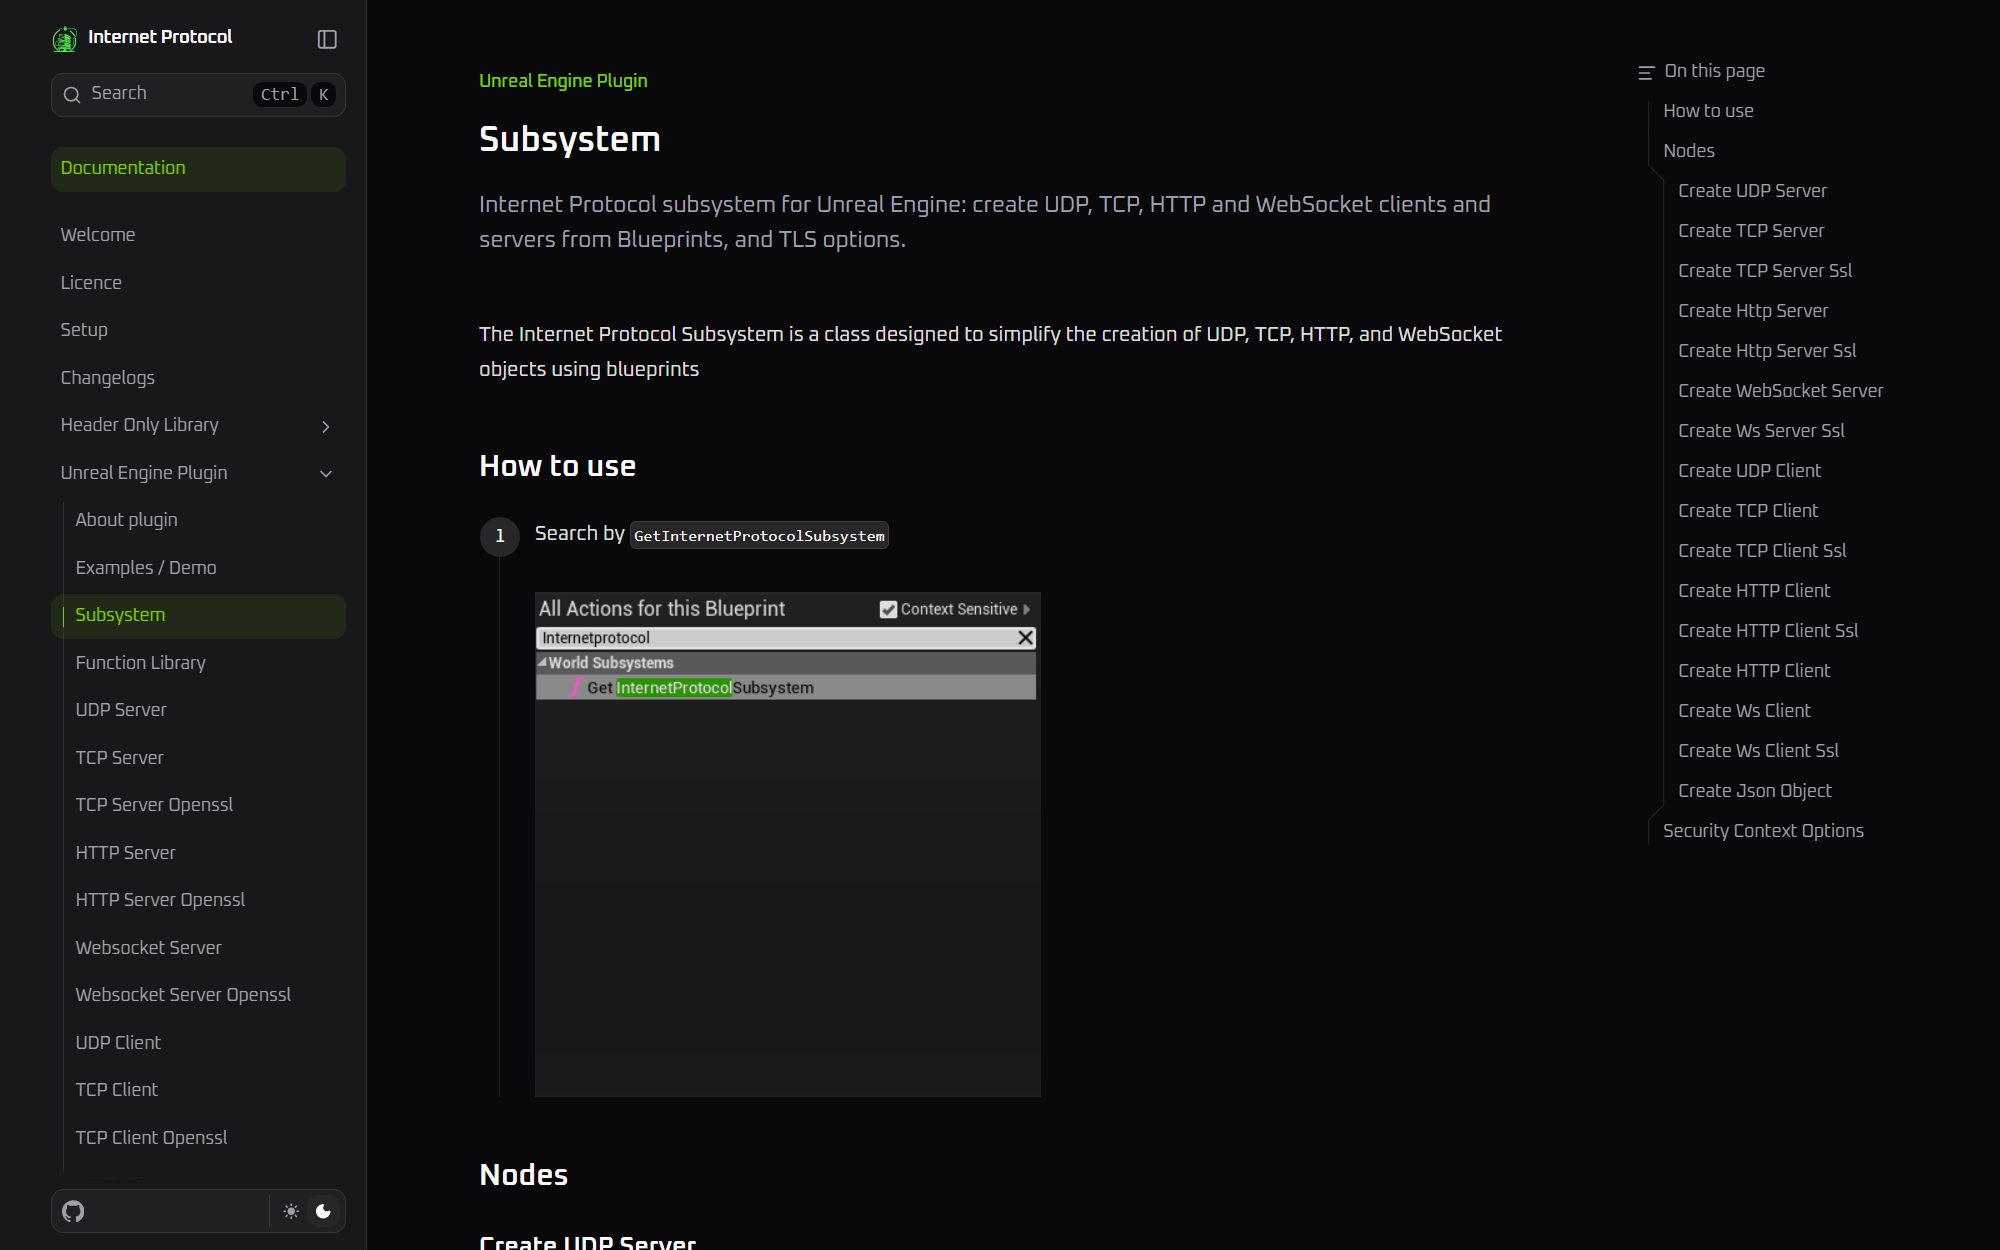 Internet Protocol
Search
Ctrl K
Documentation
Welcome
Licence
Setup
Changelogs
Header Only Library
Unreal Engine Plugin
About plugin
Examples / Demo
Subsystem
Function Library
UDP Server
TCP Server
TCP Server Openssl
HTTP Server
HTTP Server Openssl
Websocket Server
Websocket Server Openssl
UDP Client
TCP Client
TCP Client Openssl
Unreal Engine Plugin
Subsystem
Internet Protocol subsystem for Unreal Engine: create UDP, TCP, HTTP and WebSocket clients and
servers from Blueprints, and TLS options.
The Internet Protocol Subsystem is a class designed to simplify the creation of UDP, TCP, HTTP, and WebSocket
objects using blueprints
How to use
1
Search by GetInternetProtocolSubsystem
All Actions for this Blueprint
Context Sensitive
Internetprotocol
World Subsystems
Get InternetProtocolSubsystem
Nodes
Create UDP Server
On this page
How to use
Nodes
Create UDP Server
Create TCP Server
Create TCP Server Ssl
Create Http Server
Create Http Server Ssl
Create WebSocket Server
Create Ws Server Ssl
Create UDP Client
Create TCP Client
Create TCP Client Ssl
Create HTTP Client
Create HTTP Client Ssl
Create HTTP Client
Create Ws Client
Create Ws Client Ssl
Create Json Object
Security Context Options